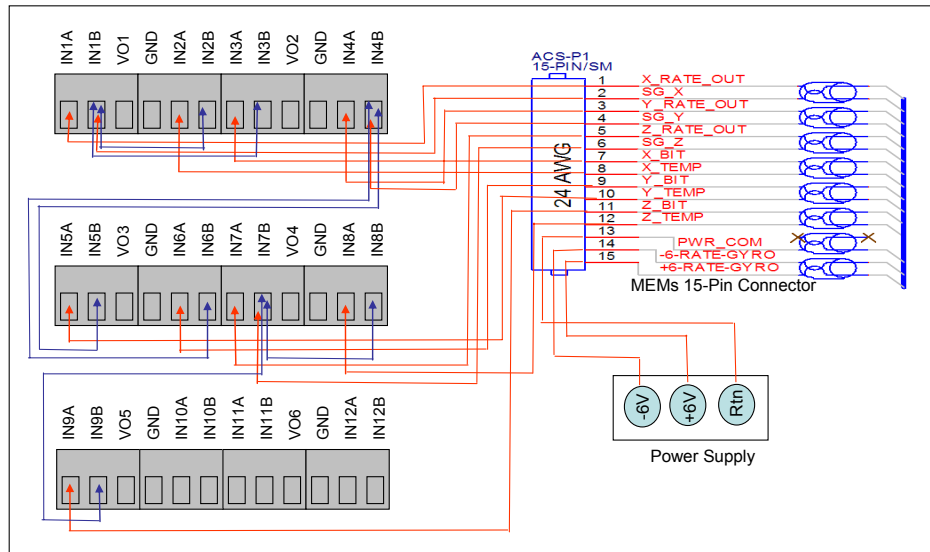 IN1A IN1B VO1 GND IN2A IN2B IN3A IN3B VO2 GND IN4A IN4B
ACS-P1
15-PIN/SM
24 AWG
1 X_RATE_OUT
2 SG_X
3 Y_RATE_OUT
4 SG_Y
5 Z_RATE_OUT
6 SG_Z
7 X_BIT
8 X_TEMP
9 Y_BIT
10 Y_TEMP
11 Z_BIT
12 Z_TEMP
13
14 PWR_COM
15 -6-RATE-GYRO
+6-RATE-GYRO
MEMs 15-Pin Connector
IN5A IN5B VO3 GND IN6A IN6B IN7A IN7B VO4 GND IN8A IN8B
-6V +6V Rtn
Power Supply
IN9A IN9B VO5 GND IN10A IN10B IN11A IN11B VO6 GND IN12A IN12B